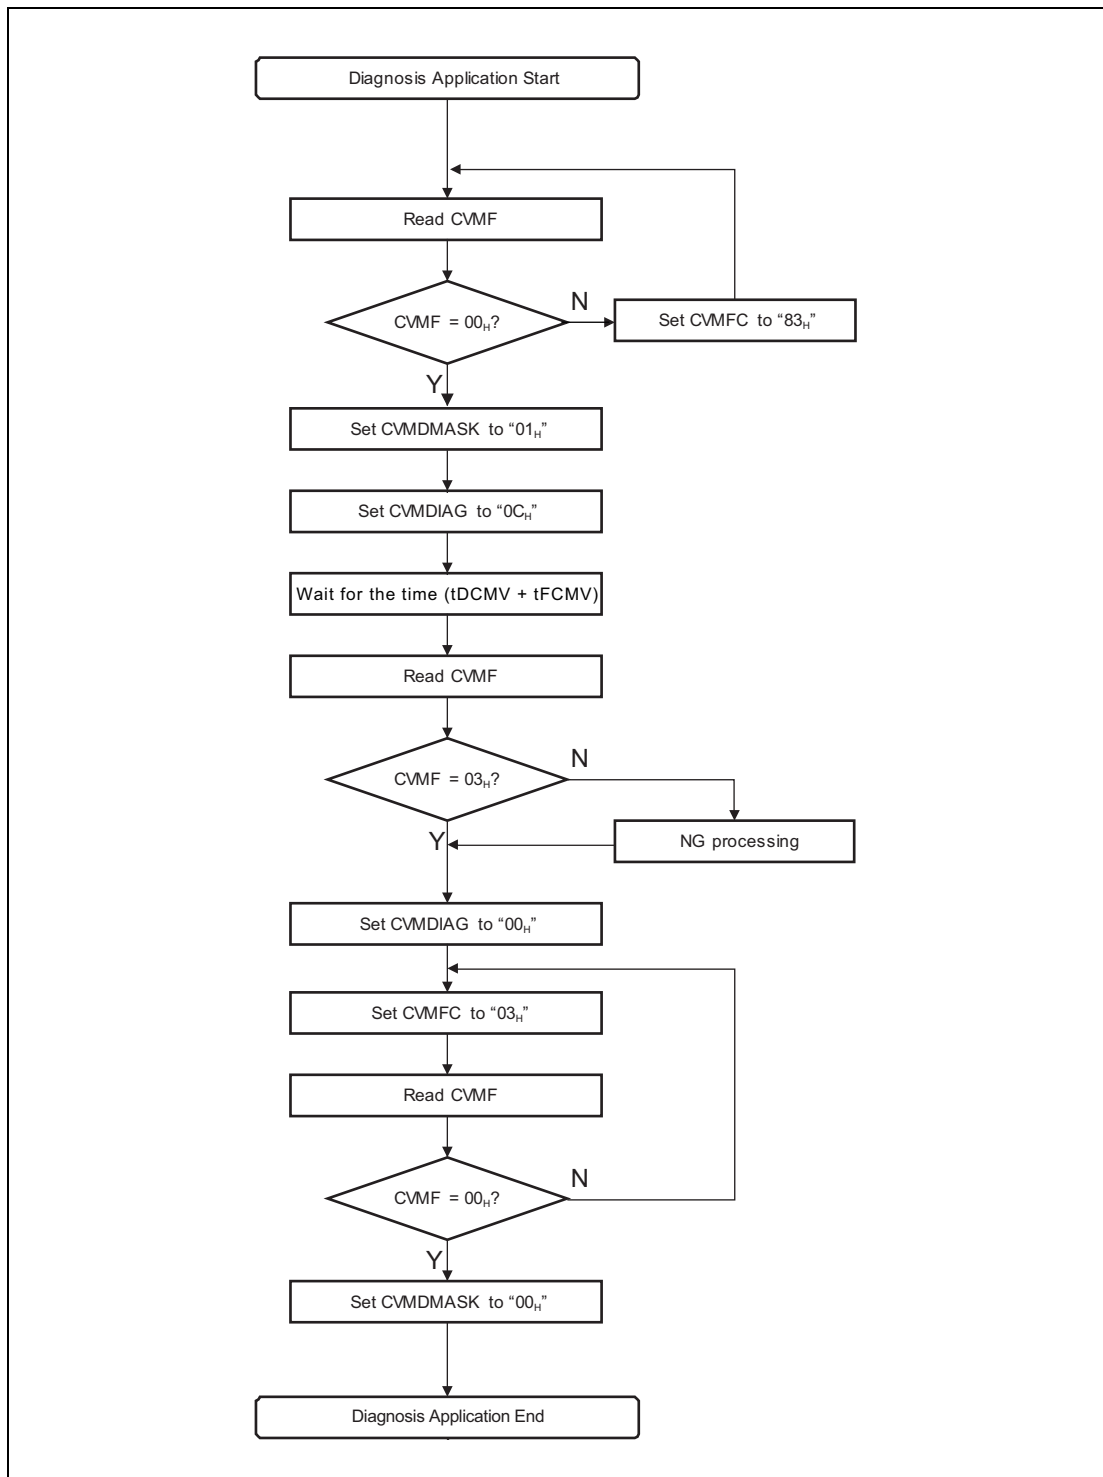 Diagnosis Application Start
Read CVMF
N
CVMF = 00H?
Set CVMFC to “83H”
Y
Set CVMDMASK to “01H”
Set CVMDIAG to “0CH”
Wait for the time (tDCMV + tFCMV)
Read CVMF
N
CVMF = 03H?
Y
NG processing
Set CVMDIAG to “00H”
Set CVMFC to “03H”
Read CVMF
N
CVMF = 00H?
Y
Set CVMDMASK to “00H”
Diagnosis Application End